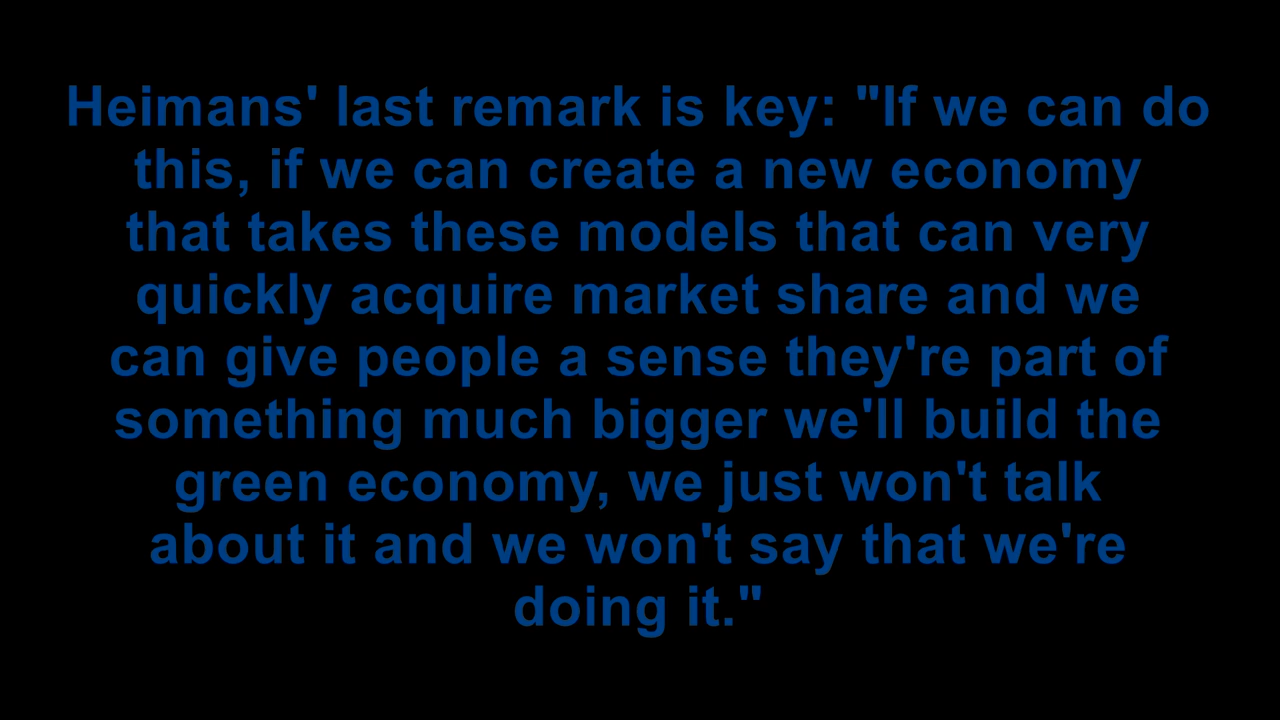 Heimans' last remark is key: "If we can do
this, if we can create a new economy
that takes these models that can very
quickly acquire market share and we
can give people a sense they're part of
something much bigger we'll build the
green economy, we just won't talk
about it and we won't say that we're
doing it."